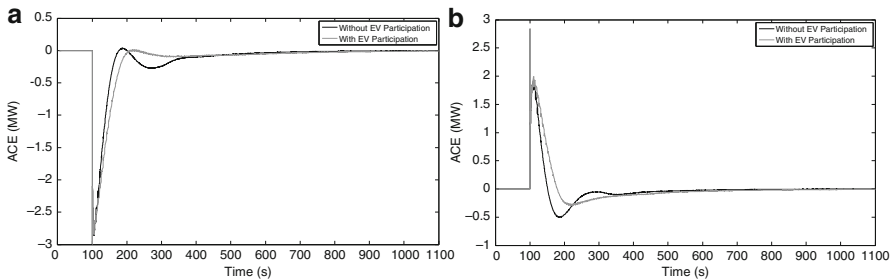 a
0.5
0
−0.5
−1
−1.5
−2
−2.5
−3
ACE (MW)
Without EV Participation
With EV Participation
0 100 200 300 400 500 600 700 800 900 1000 1100
Time (s)
b
3
2.5
2
1.5
1
0.5
0
−0.5
−1
ACE (MW)
Without EV Participation
With EV Participation
0 100 200 300 400 500 600 700 800 900 1000 1100
Time (s)